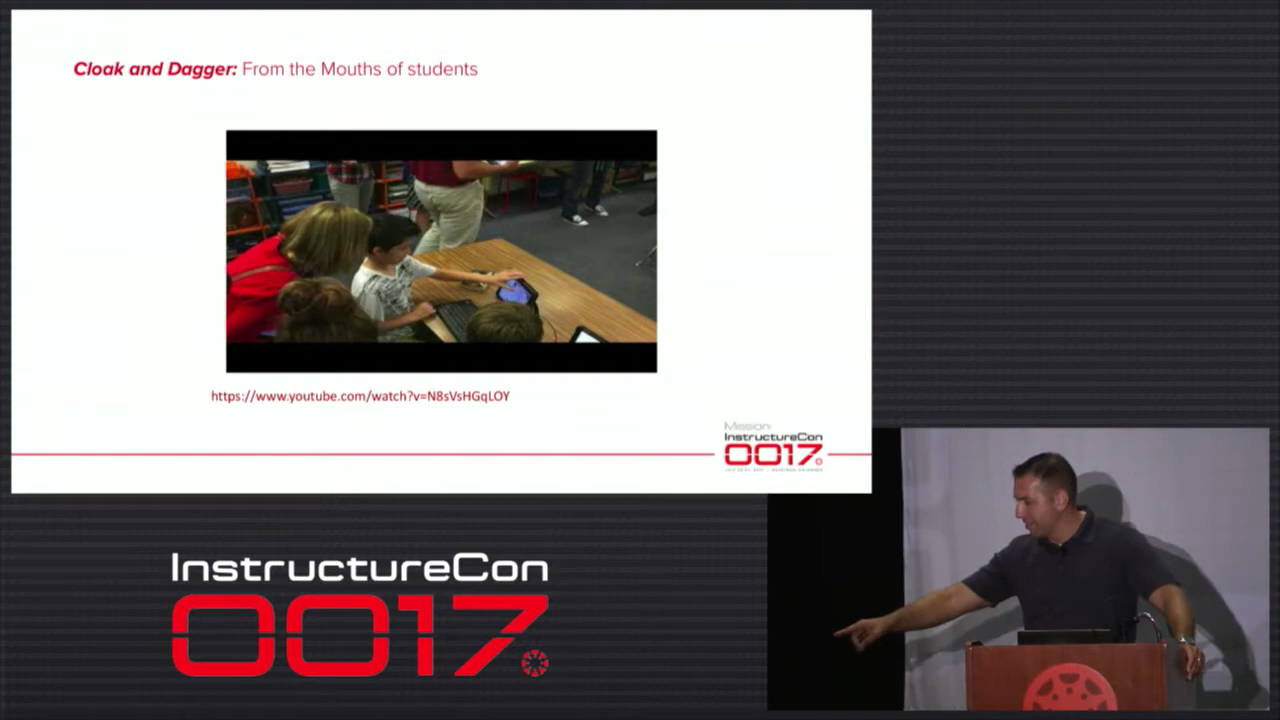 Cloak and Dagger: From the Mouths of students
https://www.youtube.com/watch?v=N8sVsHGqLOY
Mission:
InstructureCon
0017
InstructureCon
0017